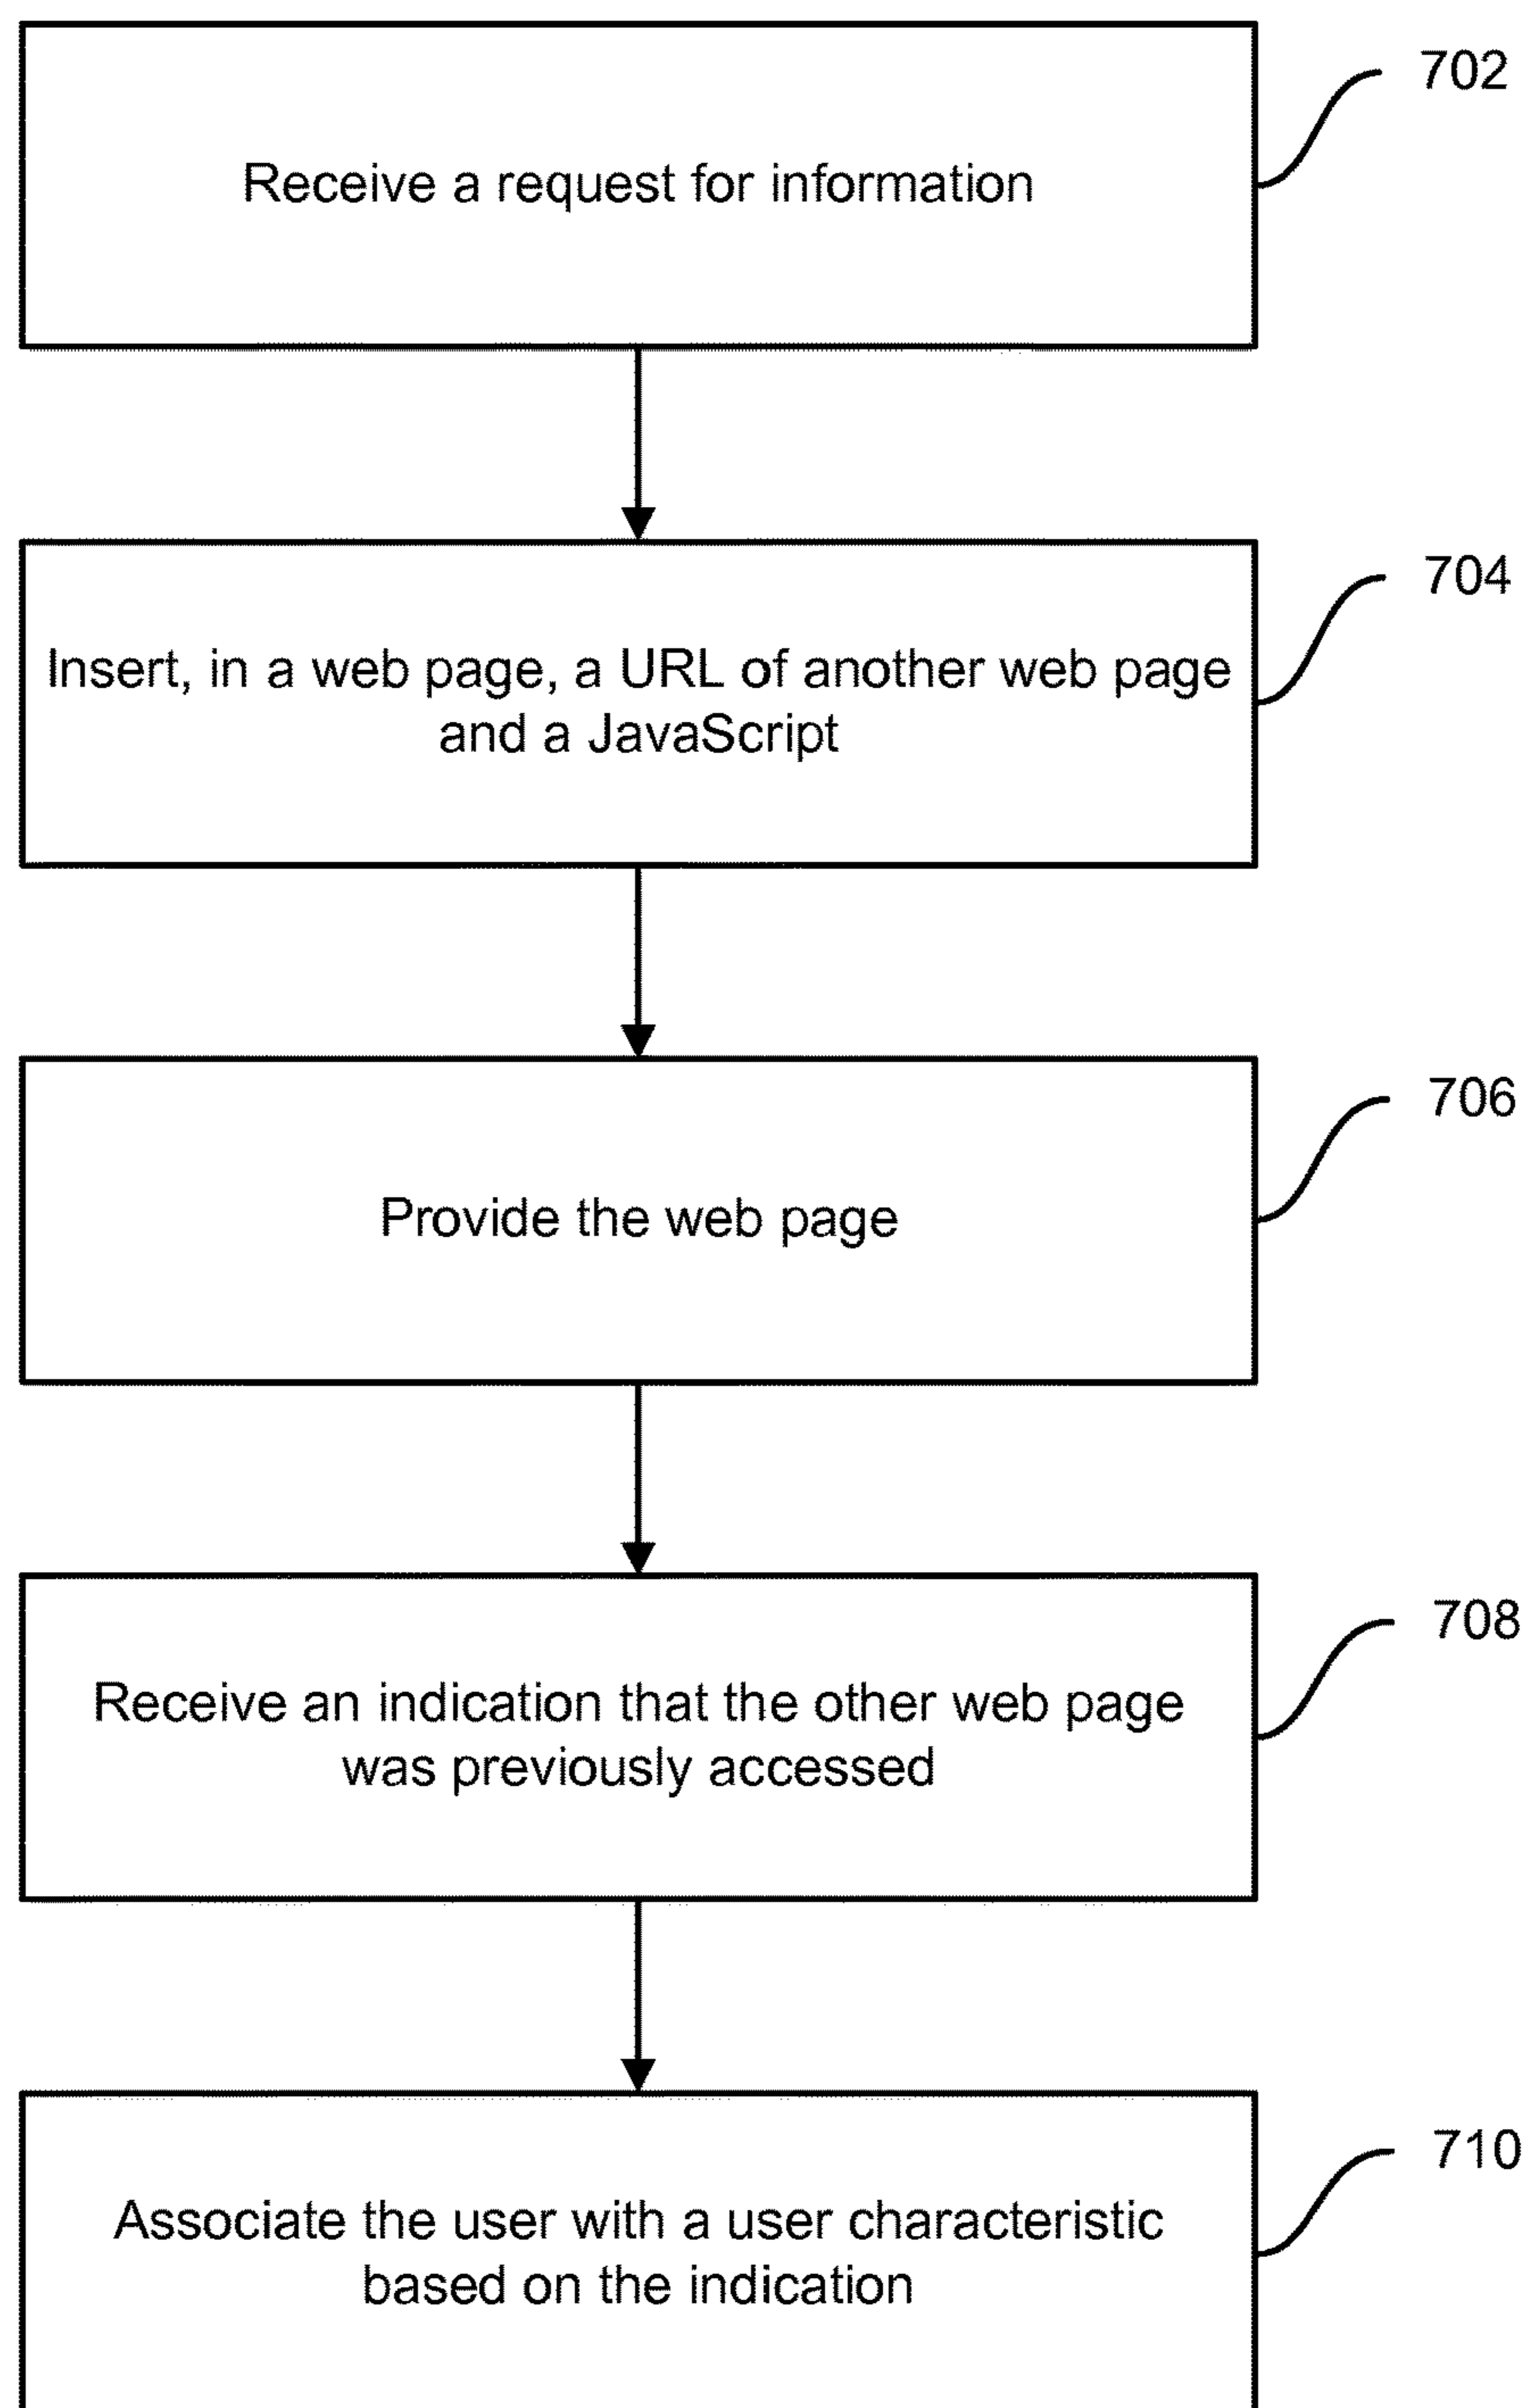 702
Receive a request for information
704
Insert, in a web page, a URL of another web page
and a JavaScript
706
Provide the web page
708
Receive an indication that the other web page
was previously accessed
710
Associate the user with a user characteristic
based on the indication